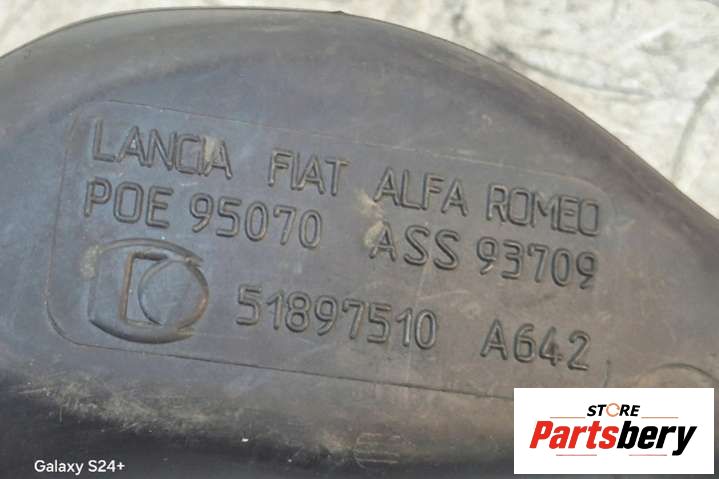 LANCIA FIAT ALFA ROMEO
POE 95070 ASS 93709
51897510 A642
STORE
Partsbery
Galaxy S24+